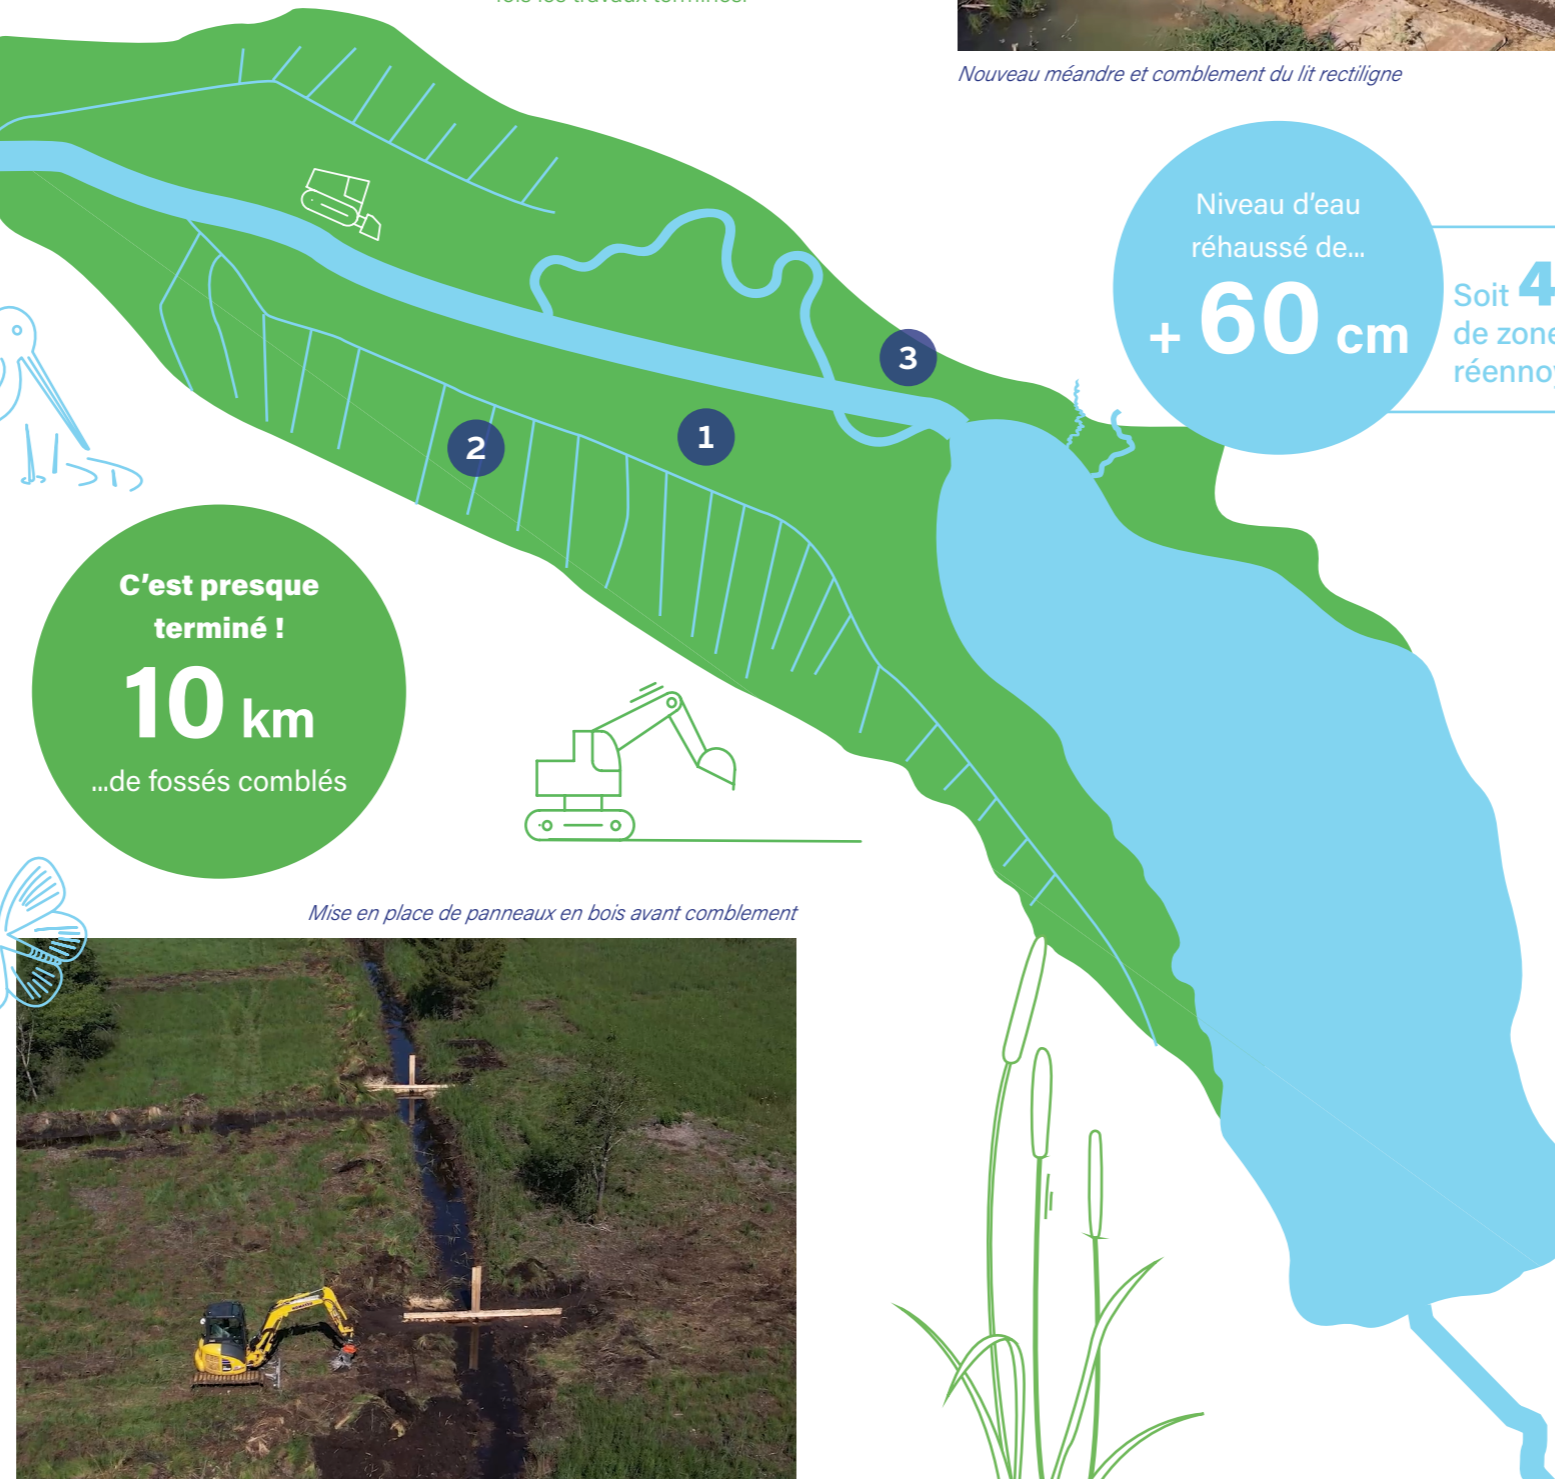 Nouveau méandre et comblement du lit rectiligne
Niveau d'eau
réhaussé de...
+ 60 cm
Soit 4
de zone
3
1
2
C'est presque
terminé !
10 km
...de fossés comblés
Mise en place de panneaux en bois avant comblement